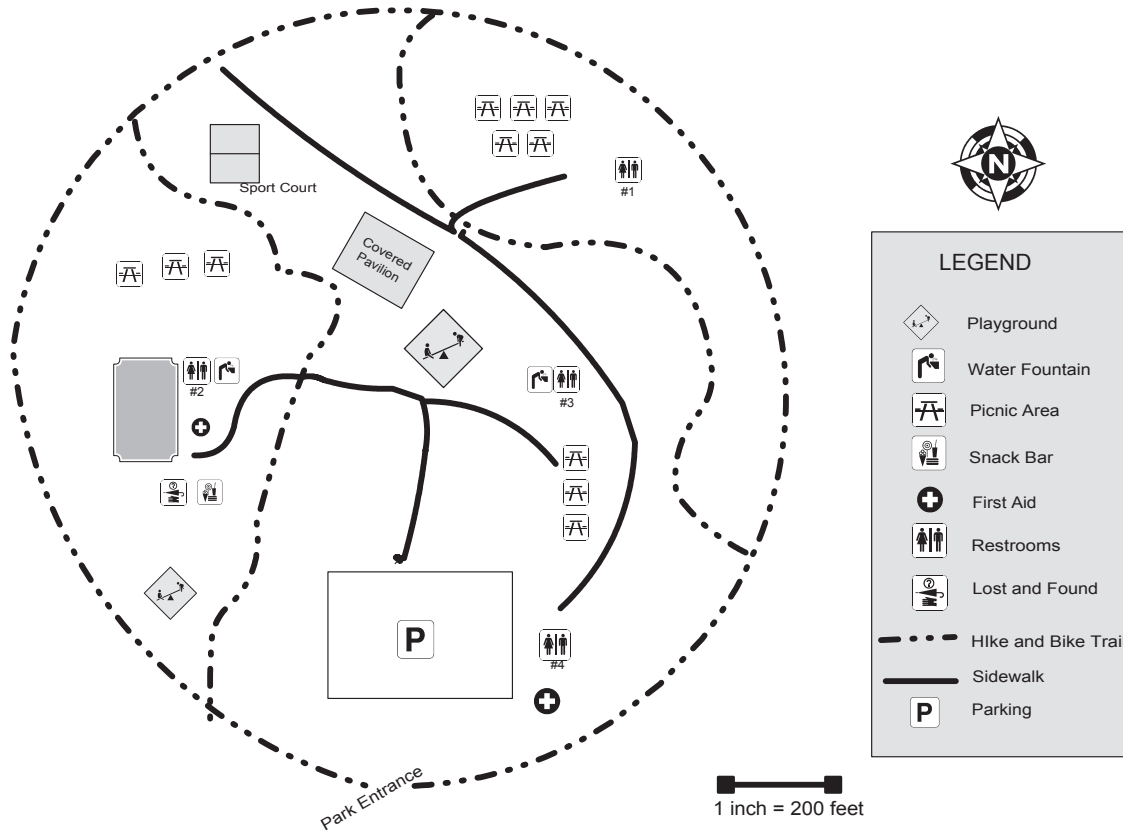 #1
Sport Court
Covered
Pavilion
#2
#3
P
#4
Park Entrance
N
LEGEND
Playground
Water Fountain
Picnic Area
Snack Bar
First Aid
Restrooms
Lost and Found
HIke and Bike Trai
Sidewalk
P Parking
1 inch = 200 feet